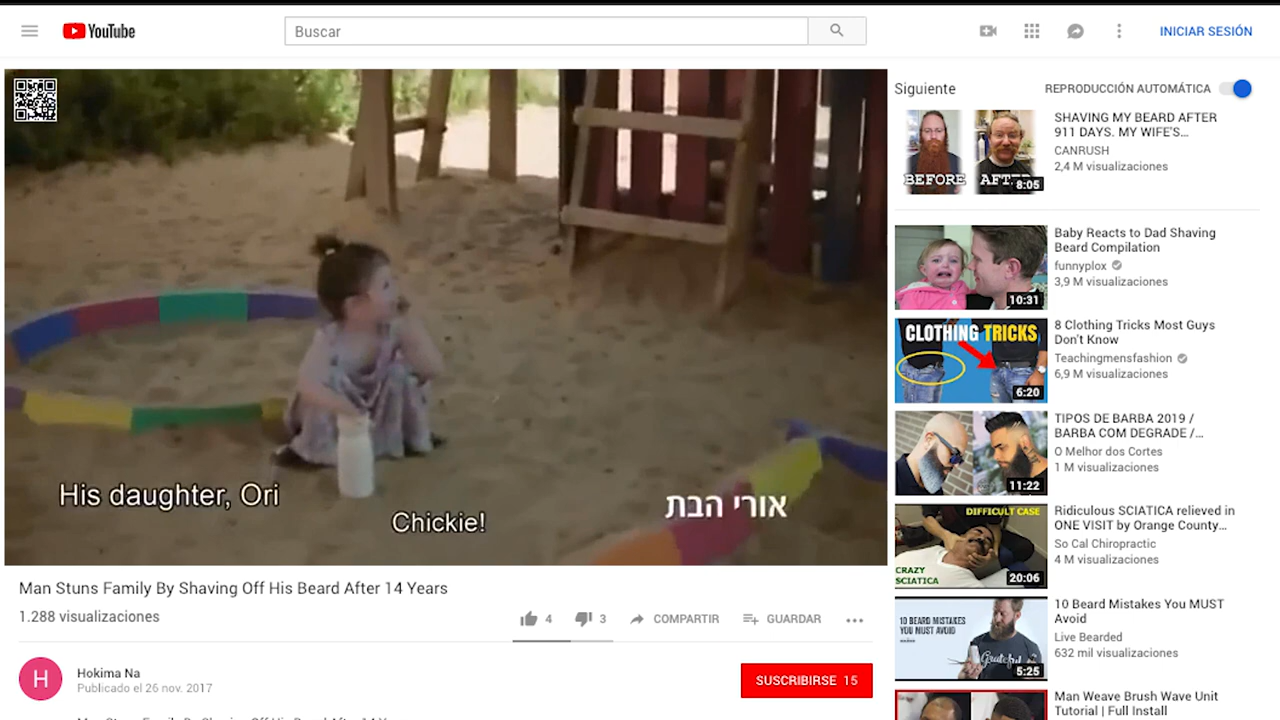 YouTube
Buscar
INICIAR SESIÓN
His daughter, Ori
Chickie!
אורי הבת
Man Stuns Family By Shaving Off His Beard After 14 Years
1.288 visualizaciones
4
3
COMPARTIR
GUARDAR
H
Hokima Na
Publicado el 26 nov. 2017
SUSCRIBIRSE 15
Siguiente
REPRODUCCIÓN AUTOMÁTICA
BEFORE
8:05
SHAVING MY BEARD AFTER
911 DAYS. MY WIFE'S...
CANRUSH
2,4 M visualizaciones
10:31
Baby Reacts to Dad Shaving
Beard Compilation
funnyplox
3,9 M visualizaciones
CLOTHING TRICKS
6:20
8 Clothing Tricks Most Guys
Don't Know
Teachingmensfashion
6,9 M visualizaciones
11:22
TIPOS DE BARBA 2019 /
BARBA COM DEGRADE /...
O Melhor dos Cortes
1 M visualizaciones
DIFFICULT CASE
CRAZY
SCIATICA
20:06
Ridiculous SCIATICA relieved in
ONE VISIT by Orange County...
So Cal Chiropractic
4 M visualizaciones
10 BEARD MISTAKES
YOU MUST AVOID
Grateful
5:25
10 Beard Mistakes You MUST
Avoid
Live Bearded
632 mil visualizaciones
Man Weave Brush Wave Unit
Tutorial | Full Install